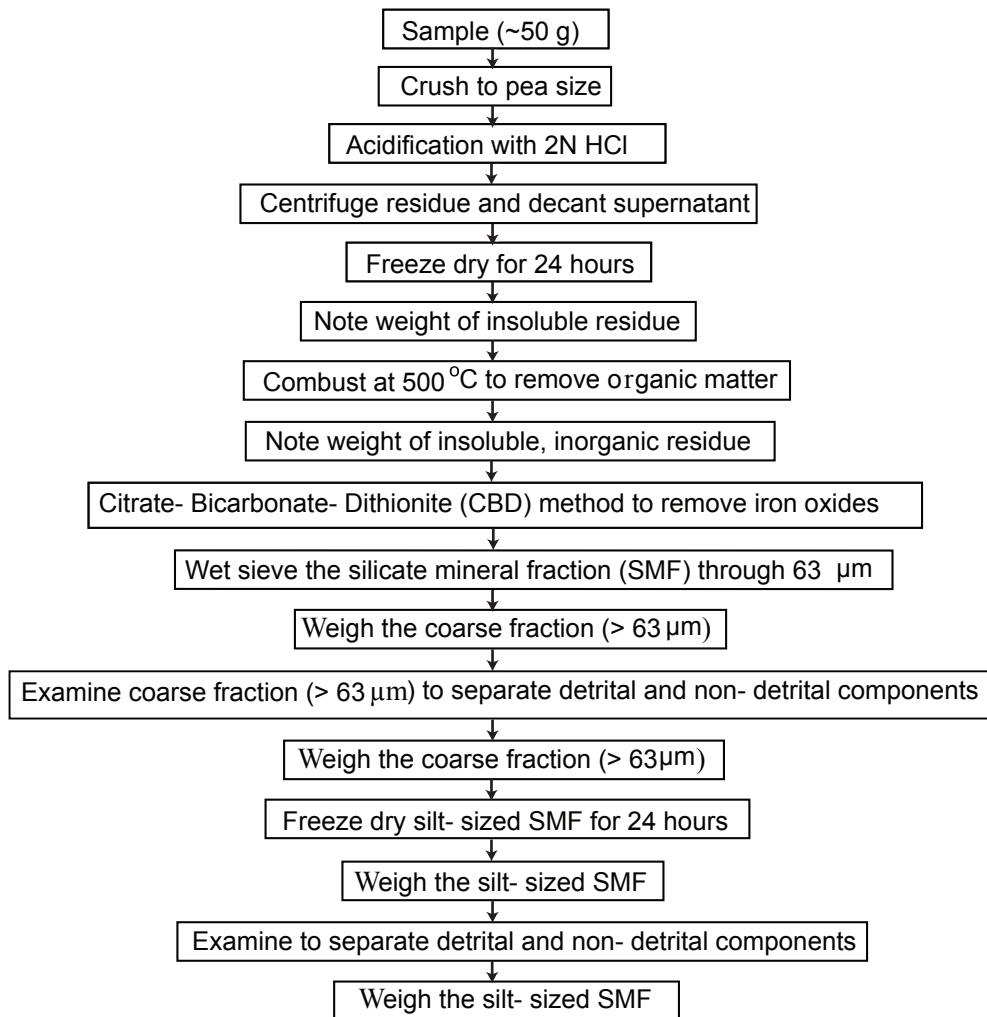 Sample (~50 g)
Crush to pea size
Acidification with 2N HCl
Centrifuge residue and decant supernatant
Freeze dry for 24 hours
Note weight of insoluble residue
Combust at 500 °C to remove organic matter
Note weight of insoluble, inorganic residue
Citrate- Bicarbonate- Dithionite (CBD) method to remove iron oxides
Wet sieve the silicate mineral fraction (SMF) through 63 µm
Weigh the coarse fraction (> 63 µm)
Examine coarse fraction (> 63 µm) to separate detrital and non- detrital components
Weigh the coarse fraction (> 63µm)
Freeze dry silt- sized SMF for 24 hours
Weigh the silt- sized SMF
Examine to separate detrital and non- detrital components
Weigh the silt- sized SMF